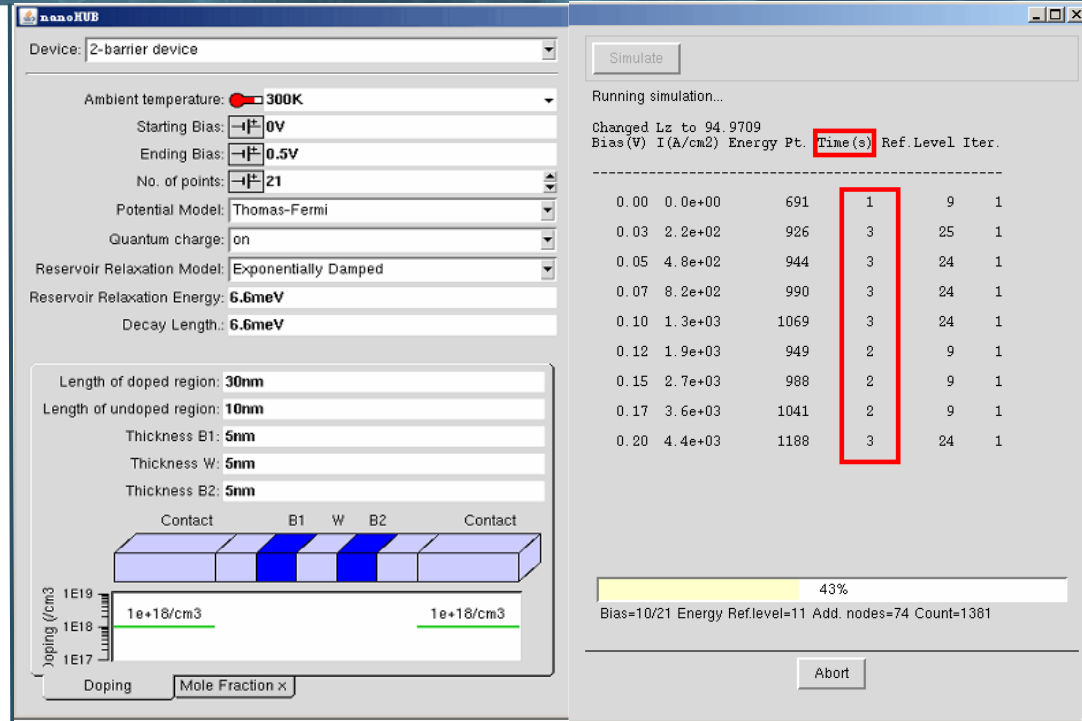 nanoHUB
Device: 2-barrier device
Ambient temperature: 300K
Starting Bias: 0V
Ending Bias: 0.5V
No. of points: 21
Potential Model: Thomas-Fermi
Quantum charge: on
Reservoir Relaxation Model: Exponentially Damped
Reservoir Relaxation Energy: 6.6meV
Decay Length.: 6.6meV
Length of doped region: 30nm
Length of undoped region: 10nm
Thickness B1: 5nm
Thickness W: 5nm
Thickness B2: 5nm
Contact B1 W B2 Contact
Doping (/cm3
1E19
1E18
1E17
1e+18/cm3 1e+18/cm3
Doping Mole Fraction ×
Simulate
Running simulation...
Changed Lz to 94.9709
Bias(V) I(A/cm2) Energy Pt. Time(s) Ref.Level Iter.
--------------------------------------------------
0.00 0.0e+00 691 1 9 1
0.03 2.2e+02 926 3 25 1
0.05 4.8e+02 944 3 24 1
0.07 8.2e+02 990 3 24 1
0.10 1.3e+03 1069 3 24 1
0.12 1.9e+03 949 2 9 1
0.15 2.7e+03 988 2 9 1
0.17 3.6e+03 1041 2 9 1
0.20 4.4e+03 1188 3 24 1
43%
Bias=10/21 Energy Ref.level=11 Add. nodes=74 Count=1381
Abort